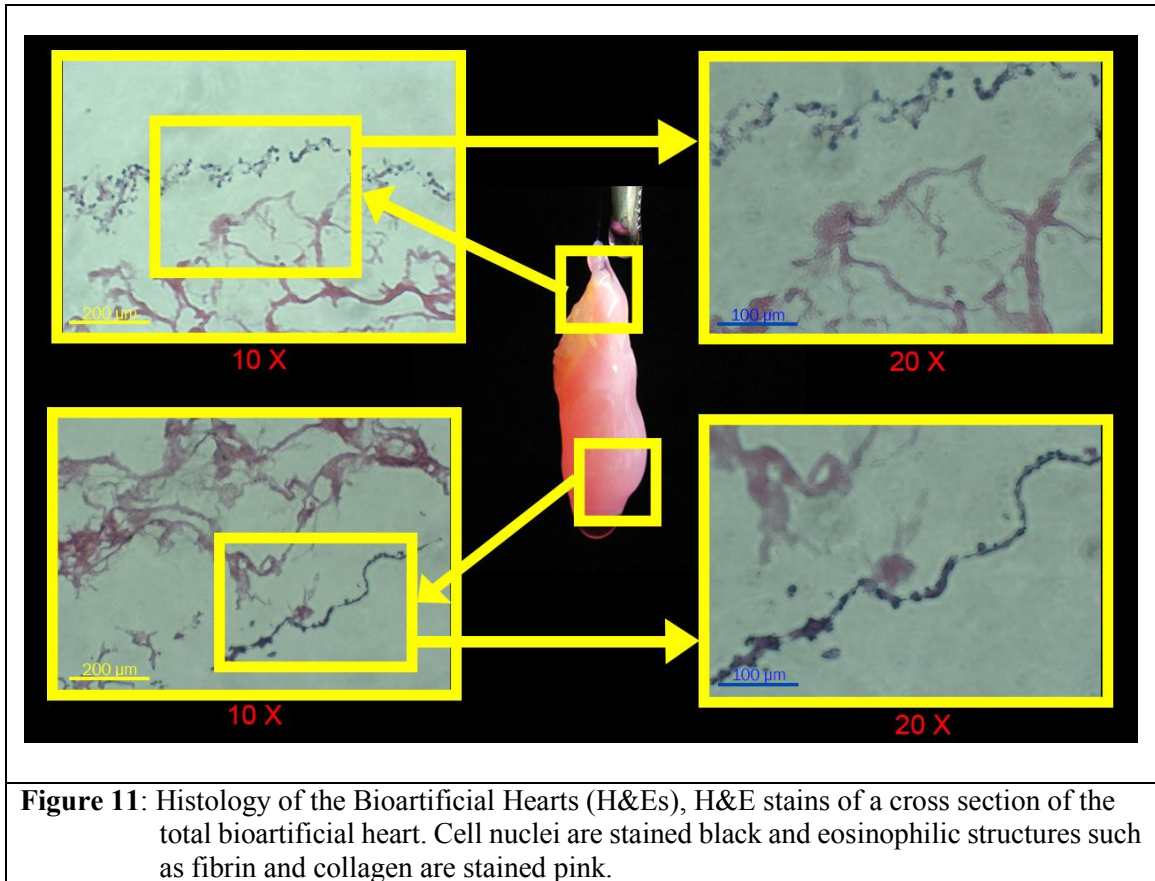 200 µm
100 µm
10 X
20 X
200 µm
100 µm
10 X
20 X
Figure 11: Histology of the Bioartificial Hearts (H&Es), H&E stains of a cross section of the
total bioartificial heart. Cell nuclei are stained black and eosinophilic structures such
as fibrin and collagen are stained pink.